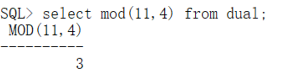 SQL> select mod(11,4) from dual;
MOD(11,4)
----------
3